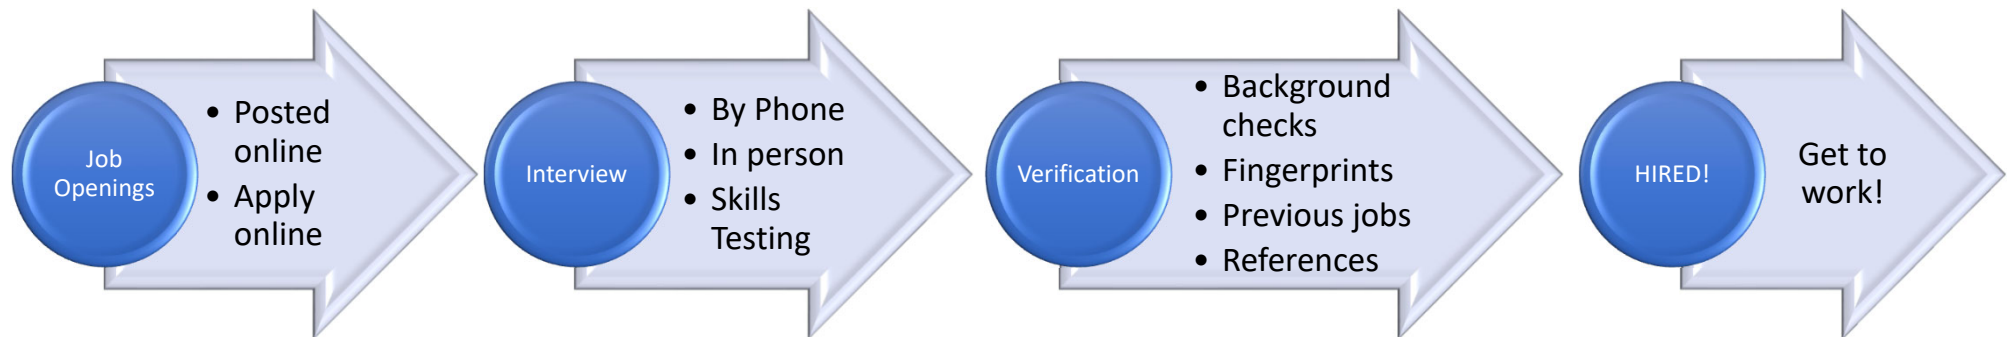 Job
Openings
• Posted
online
• Apply
online
Interview
• By Phone
• In person
• Skills
Testing
Verification
• Background
checks
• Fingerprints
• Previous jobs
• References
HIRED!
Get to
work!